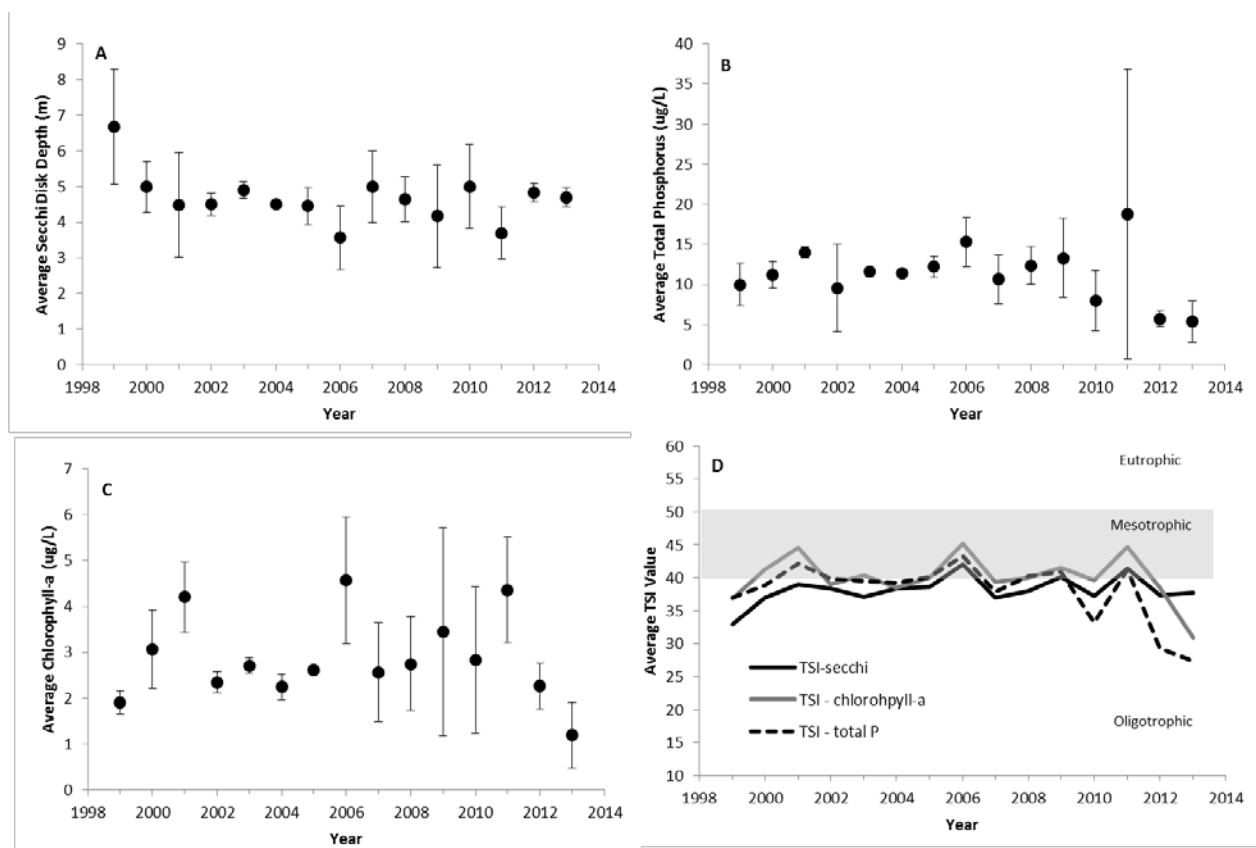 A
Average Secchi Disk Depth (m)
9
8
7
6
5
4
3
2
1
0
1998 2000 2002 2004 2006 2008 2010 2012 2014
Year
B
Average Total Phosphorus (ug/L)
40
35
30
25
20
15
10
5
0
1998 2000 2002 2004 2006 2008 2010 2012 2014
Year
C
Average Chlorophyll-a (ug/L)
7
6
5
4
3
2
1
0
1998 2000 2002 2004 2006 2008 2010 2012 2014
Year
D
Average TSI Value
60
55
50
45
40
35
30
25
20
15
10
Eutrophic
Mesotrophic
Oligotrophic
TSI-secchi
TSI - chlorohpyll-a
TSI - total P
1998 2000 2002 2004 2006 2008 2010 2012 2014
Year